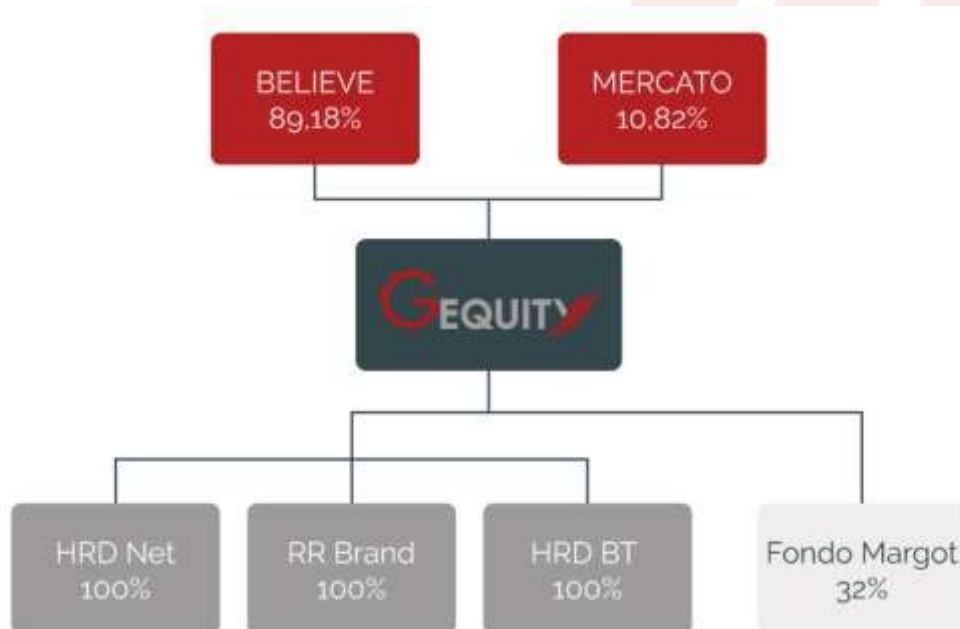 BELIEVE
89,18%
MERCATO
10,82%
GEQUITY
HRD Net
100%
RR Brand
100%
HRD BT
100%
Fondo Margot
32%